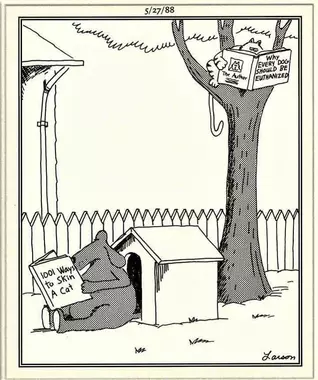 5/27/88
The Author
WHY
EVERY DOG
SHOULD BE
EUTHANIZED
1001 Ways
to Skin
A Cat
Larson